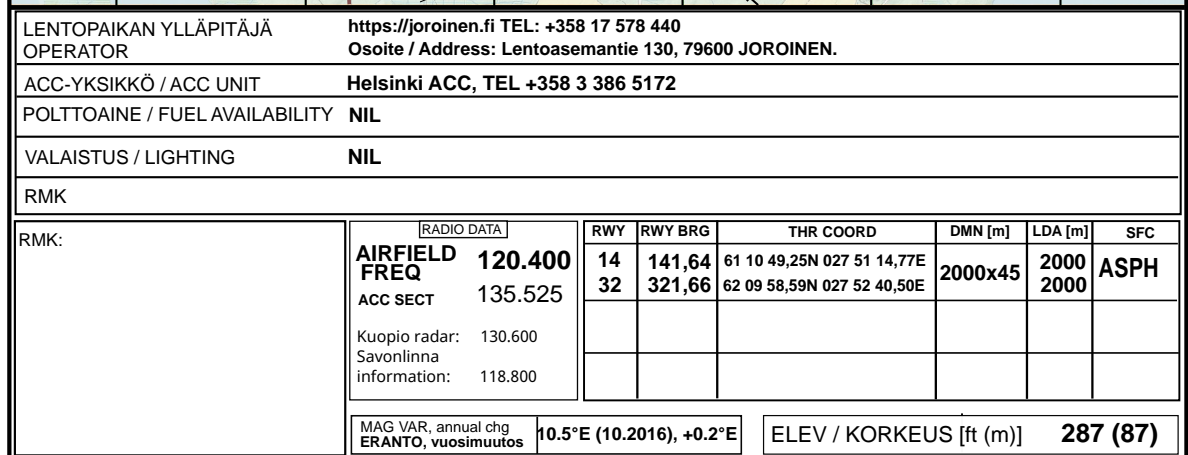 LENTOPAIKAN YLLÄPITÄJÄ
OPERATOR
https://joroinen.fi TEL: +358 17 578 440
Osoite / Address: Lentoasemantie 130, 79600 JOROINEN.
ACC-YKSIKKÖ / ACC UNIT Helsinki ACC, TEL +358 3 386 5172
POLTTOAINE / FUEL AVAILABILITY NIL
VALAISTUS / LIGHTING NIL
RMK
RMK:
RADIO DATA
AIRFIELD
FREQ 120.400
ACC SECT 135.525
Kuopio radar: 130.600
Savonlinna
information: 118.800
RWY RWY BRG THR COORD DMN [m] LDA [m] SFC
14 141,64 61 10 49,25N 027 51 14,77E 2000x45 2000 ASPH
32 321,66 62 09 58,59N 027 52 40,50E 2000
MAG VAR, annual chg
ERANTO, vuosimuutos
10.5°E (10.2016), +0.2°E
ELEV / KORKEUS [ft (m)] 287 (87)